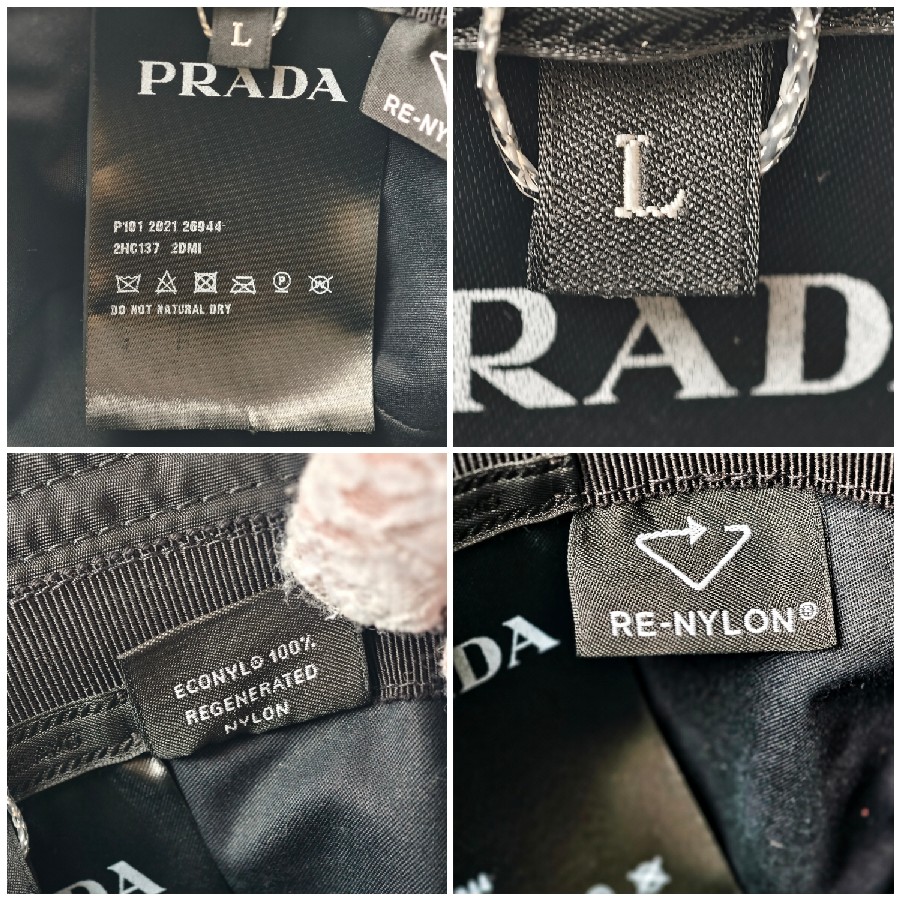 L
PRADA
RE-NY
P101 2021 26944
2HC137 2DMI
P
W
DO NOT NATURAL DRY
L
RADA
ECONYL® 100%
REGENERATED
NYLON
DA
RE-NYLON®
DA